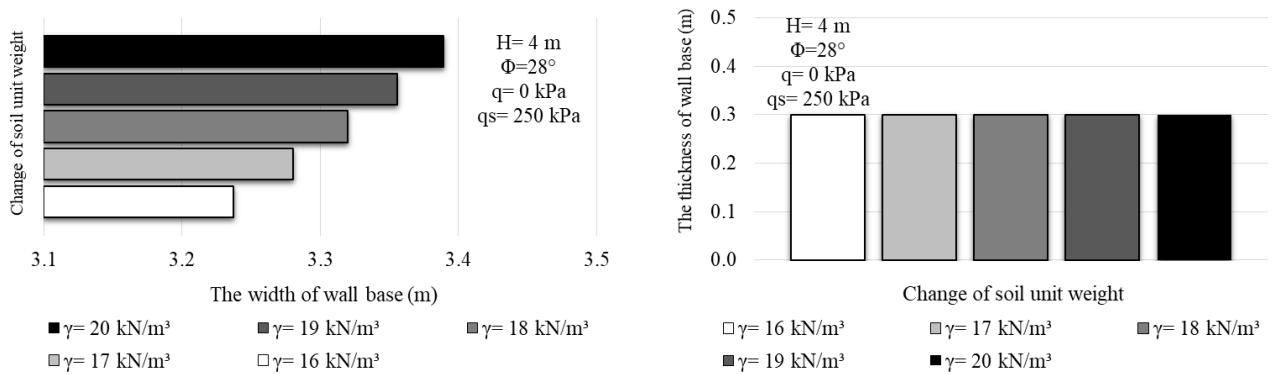 Change of soil unit weight
H= 4 m
Φ=28°
q= 0 kPa
qs= 250 kPa
3.1 3.2 3.3 3.4 3.5
The width of wall base (m)
γ= 20 kN/m³ γ= 19 kN/m³ γ= 18 kN/m³
γ= 17 kN/m³ γ= 16 kN/m³
The thickness of wall base (m)
0.5
0.4
0.3
0.2
0.1
0.0
H= 4 m
Φ=28°
q= 0 kPa
qs= 250 kPa
Change of soil unit weight
γ= 16 kN/m³ γ= 17 kN/m³ γ= 18 kN/m³
γ= 19 kN/m³ γ= 20 kN/m³